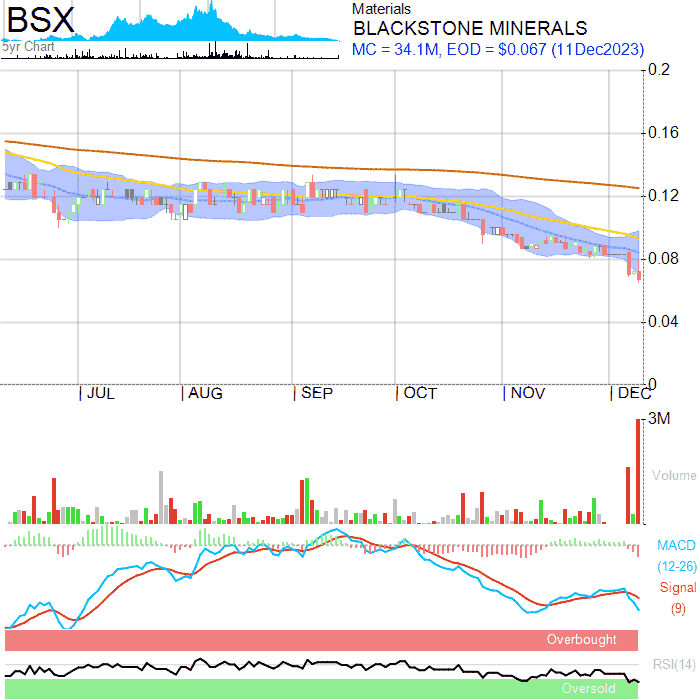 BSX
5yr Chart
Materials
BLACKSTONE MINERALS
MC = 34.1M, EOD = $0.067 (11Dec2023)
0.2
0.16
0.12
0.08
0.04
0
JUL
AUG
SEP
OCT
NOV
DEC
3M
Volume
MACD
(12-26)
Signal
(9)
Overbought
RSI(14)
Oversold